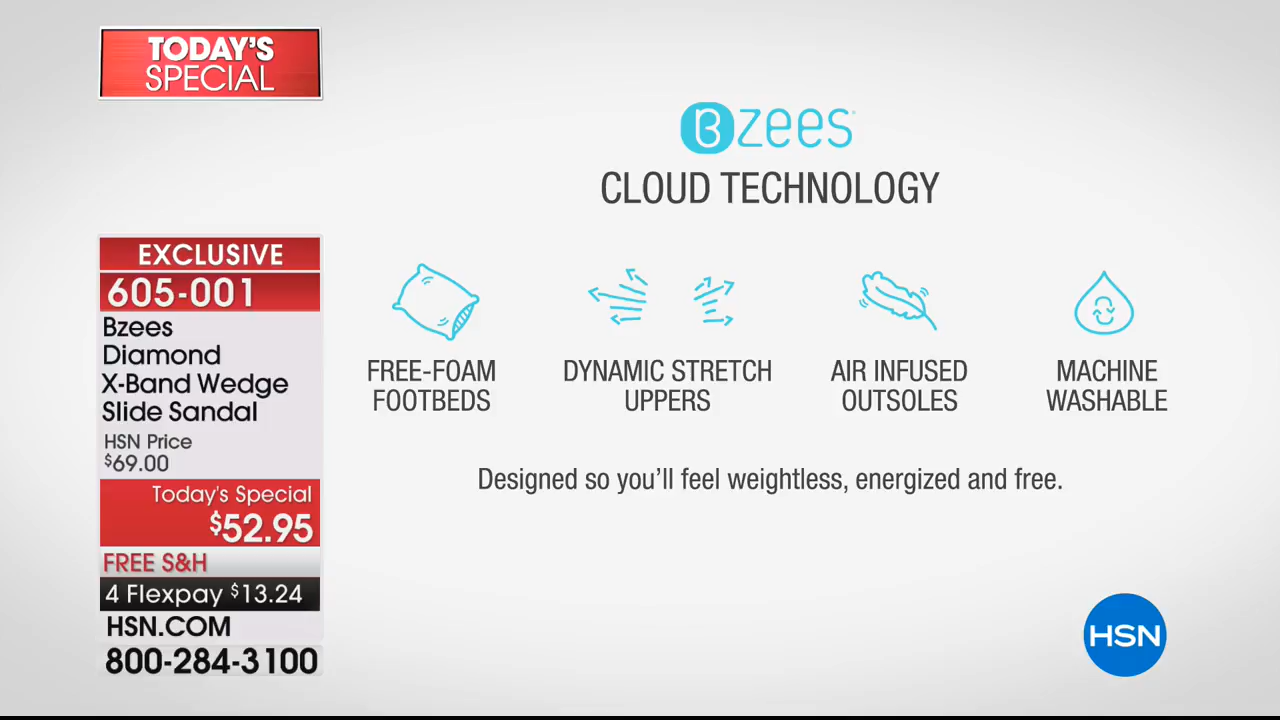 TODAY'S
SPECIAL
Bzees
CLOUD TECHNOLOGY
EXCLUSIVE
605-001
Bzees
Diamond
X-Band Wedge
Slide Sandal
HSN Price
$69.00
Today's Special
$52.95
FREE S&H
4 Flexpay $13.24
HSN.COM
800-284-3100
FREE-FOAM
FOOTBEDS
DYNAMIC STRETCH
UPPERS
AIR INFUSED
OUTSOLES
MACHINE
WASHABLE
Designed so you'll feel weightless, energized and free.
HSN